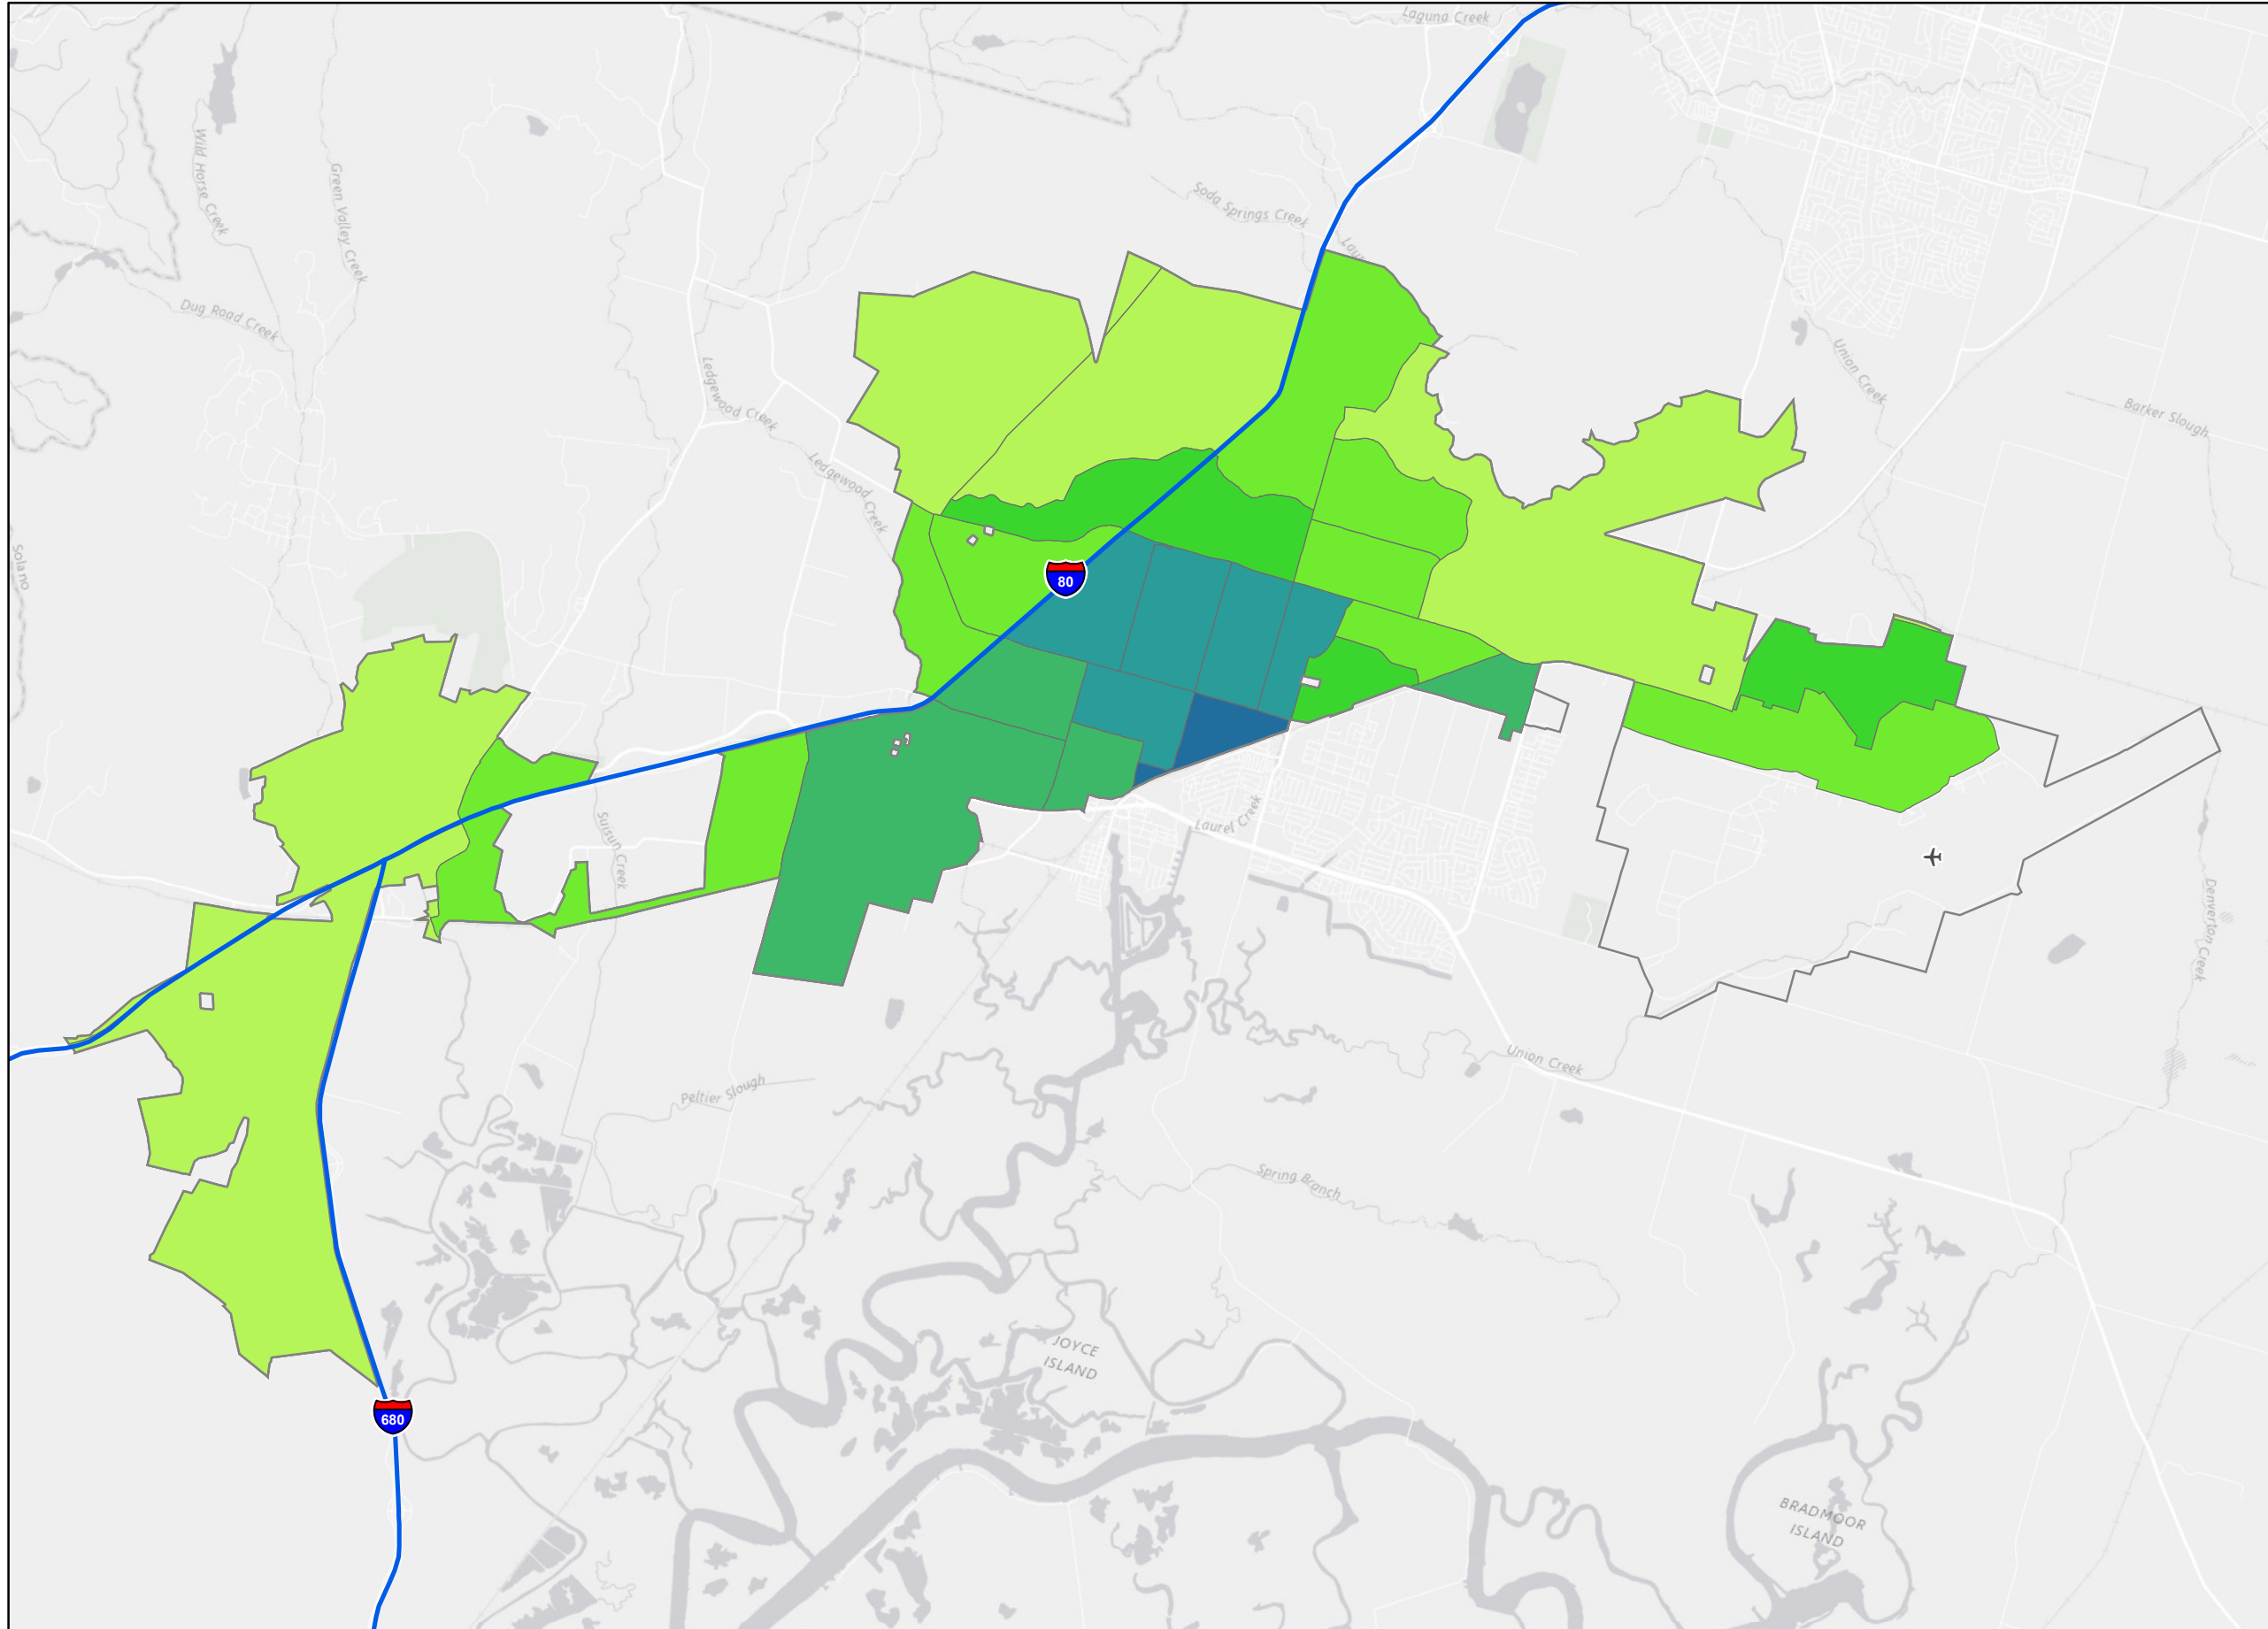 Laguna Creek
Wild Horse Creek
Green Valley Creek
Soda Springs Creek
Lau
Dug Road Creek
Union Creek
Ledgewood Creek
Barker Slough
Ledgewood
Creek
Solano
80
Suisun Creek
Laurel Creek
Denverton
Creek
Union Creek
Peltier Slough
Spring Branch
JOYCE
ISLAND
680
BRADMOOR
ISLAND